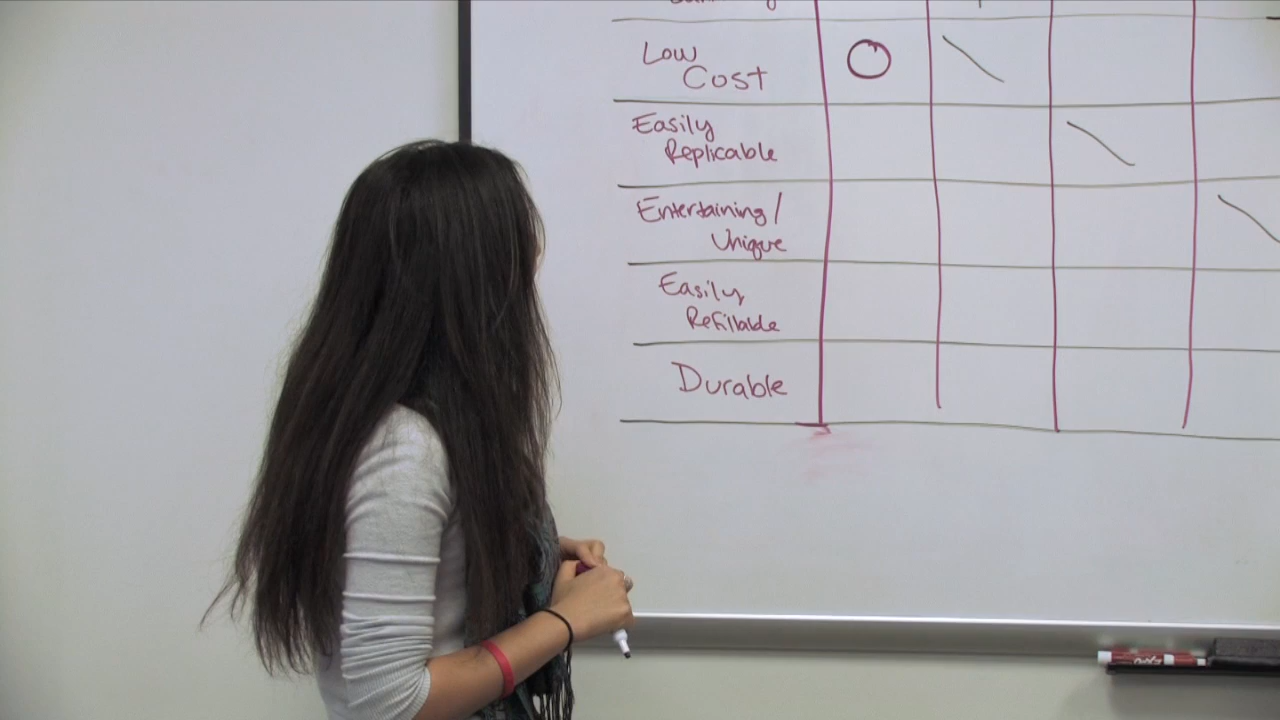 Low
Cost
Easily
Replicable
Entertaining/
Unique
Easily
Refillable
Durable